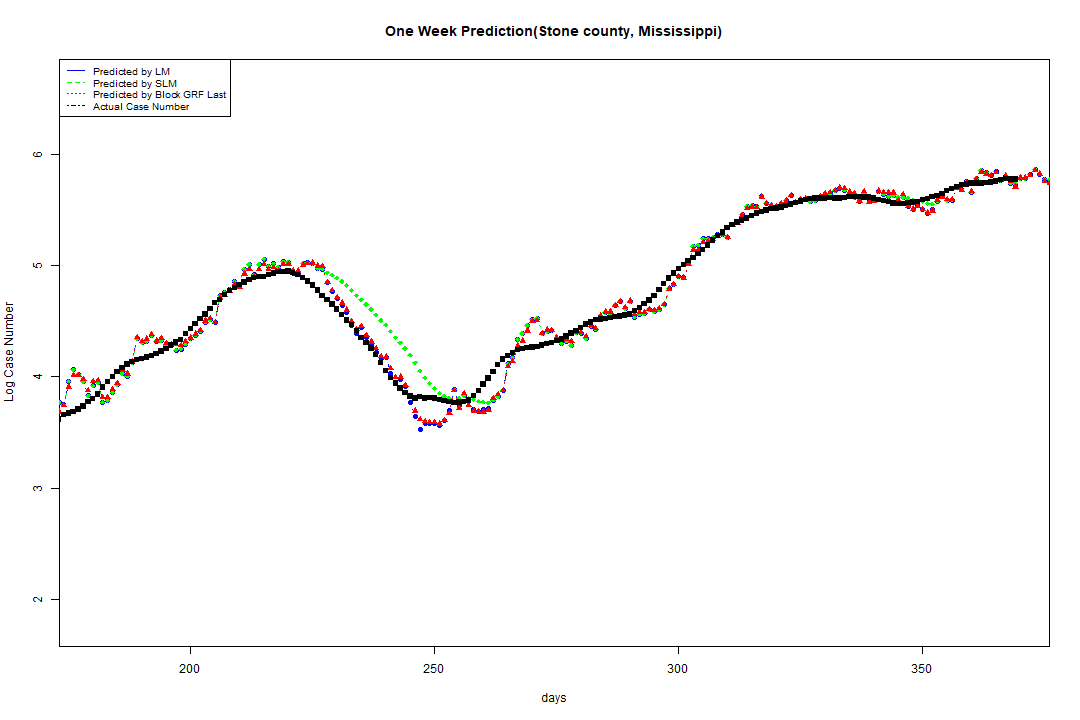 One Week Prediction(Stone county, Mississippi)
Predicted by LM
Predicted by SLM
Predicted by Block GRF Last
Actual Case Number
6
5
4
3
2
Log Case Number
200
250
300
350
days